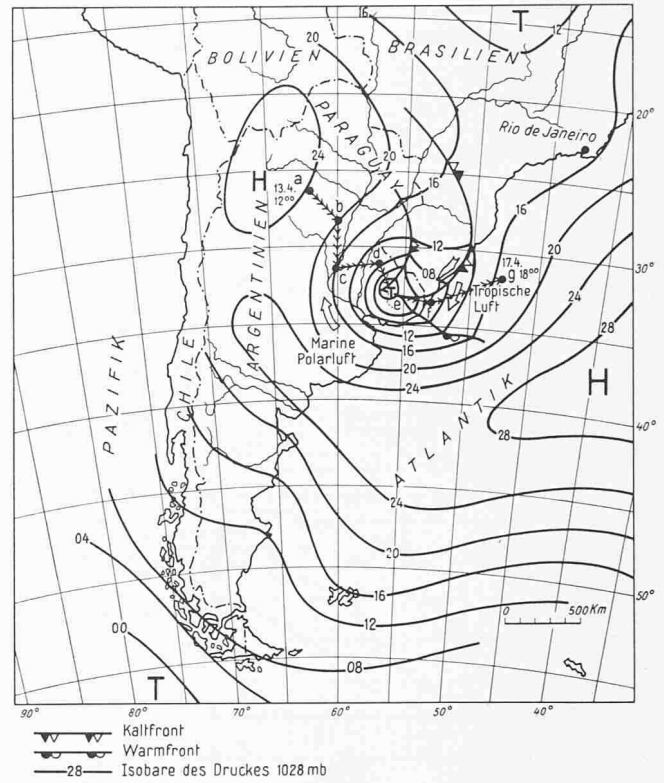 T
16
20
BOLIVIEN
BRASILIEN
20°
PARAGUAY
Rio de Janeiro
24
H
a
13.4.
12⁰⁰
b
20
16
16
ARGENTINIEN
12
20
30°
c
d
08
17.4.
g 18⁰⁰
T
e
f
Tropische
Luft
24
28
Marine
Polarluft
12
16
20
24
H
PAZIFIK
CHILE
28
ATLANTIK
40°
24
04
20
50°
16
00
12
0 500 Km
08
T
90° 80° 70° 60° 50° 40°
Kaltfront
Warmfront
28 Isobare des Druckes 1028 mb